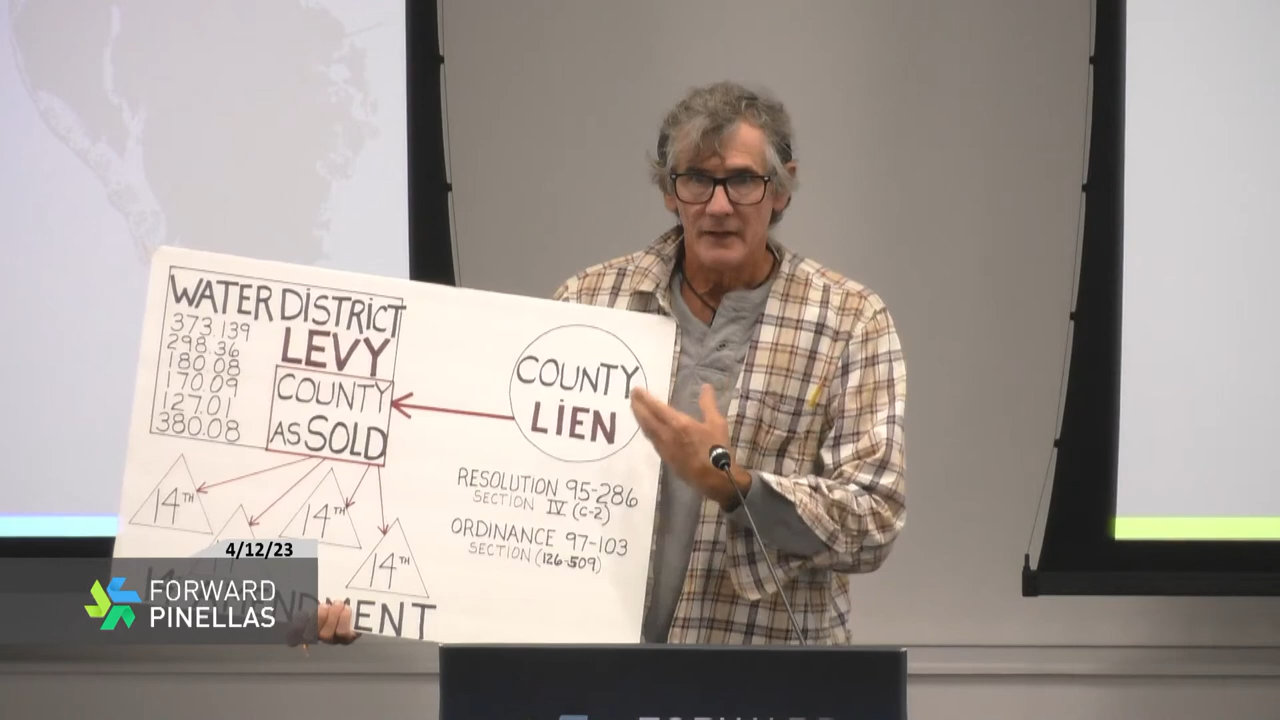 WATER DISTRICT
LEVY
373.139
298.36
180.08
170.09
127.01
380.08
COUNTY
AS SOLD
COUNTY
LIEN
RESOLUTION 95-286
SECTION IV (C-2)
ORDINANCE 97-103
SECTION (126-509)
14TH
14TH
14TH
4/12/23
FORWARD
PINELLAS